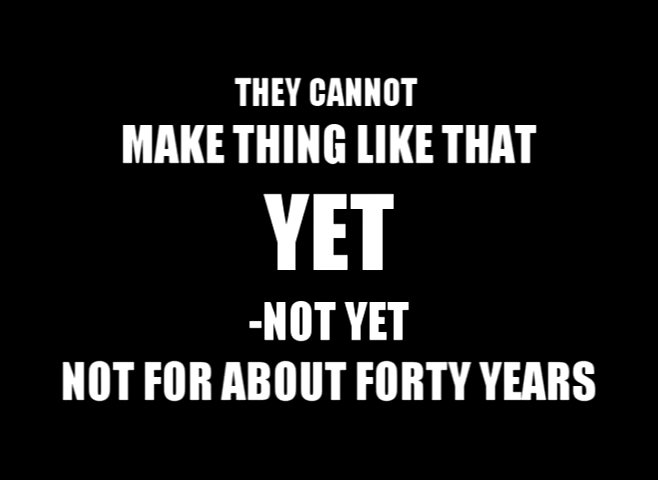 THEY CANNOT
MAKE THING LIKE THAT
YET
-NOT YET
NOT FOR ABOUT FORTY YEARS